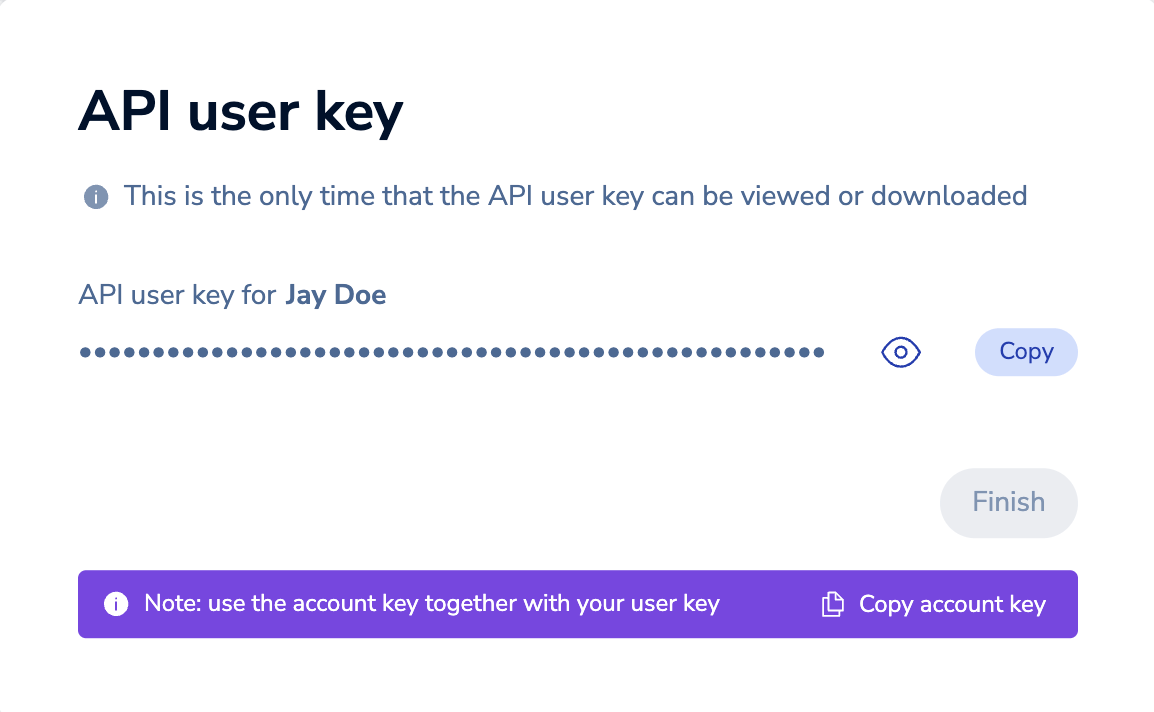 API user key
This is the only time that the API user key can be viewed or downloaded
API user key for Jay Doe
•••••••••••••••••••••••••••••••••••••••••••••••••••
Copy
Finish
Note: use the account key together with your user key
Copy account key